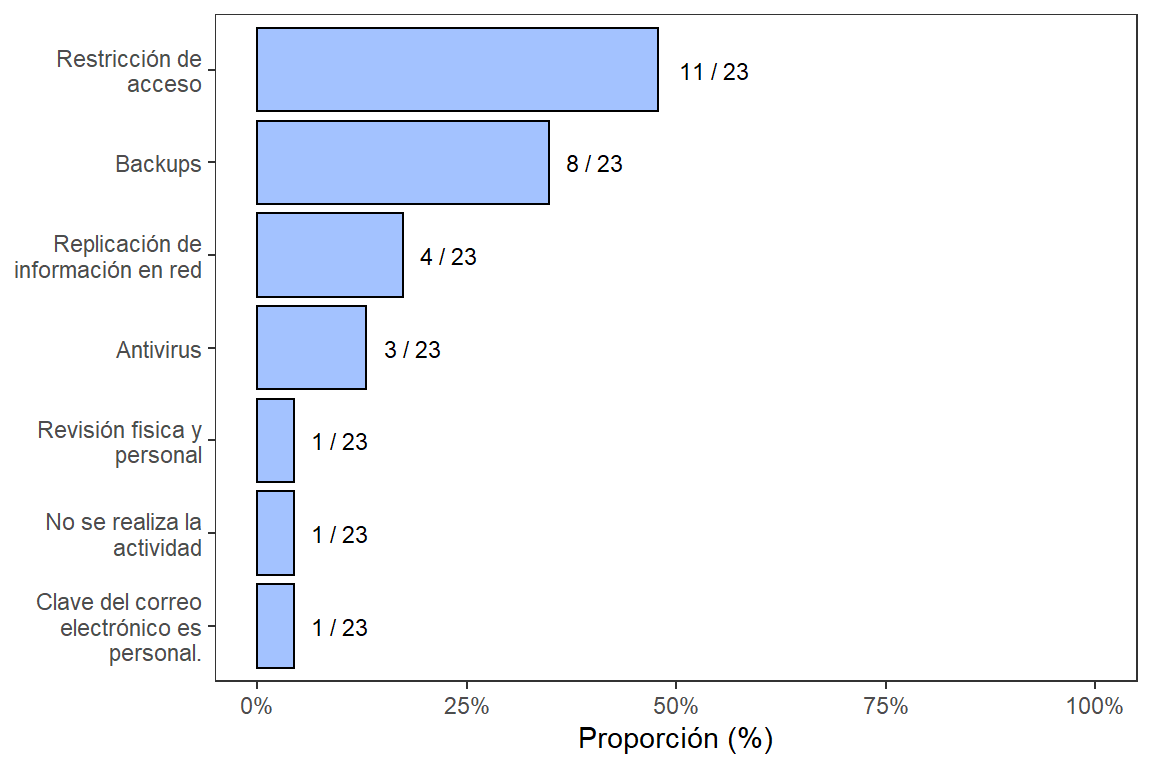 Restricción de
acceso
11 / 23
Backups
8 / 23
Replicación de
información en red
4 / 23
Antivirus
3 / 23
Revisión fisica y
personal
1 / 23
No se realiza la
actividad
1 / 23
Clave del correo
electrónico es
personal.
1 / 23
0% 25% 50% 75% 100%
Proporción (%)